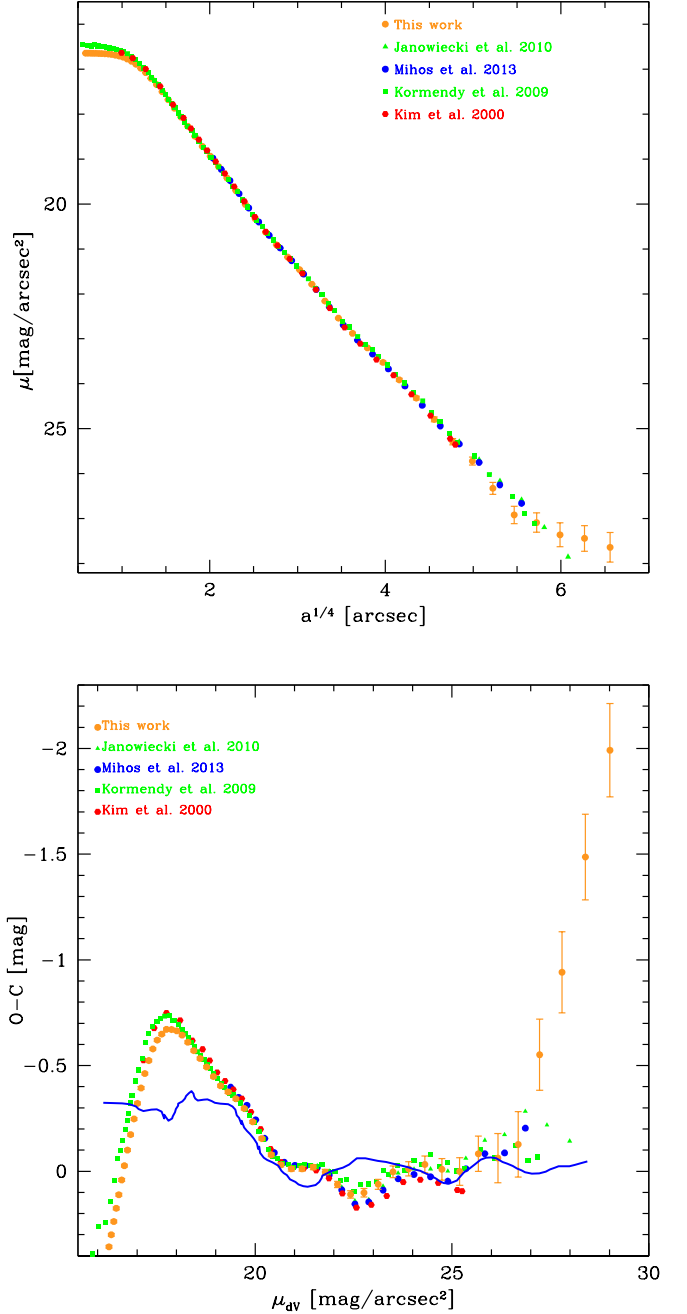 This work
Janowiecki et al. 2010
Mihos et al. 2013
Kormendy et al. 2009
Kim et al. 2000
20
25
μ[mag/arcsec²]
2
4
6
a^1/4 [arcsec]
This work
Janowiecki et al. 2010
Mihos et al. 2013
Kormendy et al. 2009
Kim et al. 2000
−2
−1.5
−1
−0.5
0
O−C [mag]
20
25
30
μ_dV [mag/arcsec²]